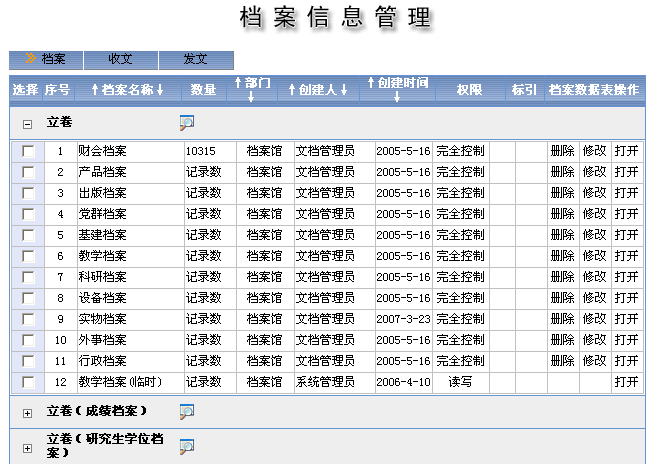 档案信息管理
档案 收文 发文
选择 序号 ↑档案名称↓ 数量 ↑部门↓ ↑创建人↓ ↑创建时间↓ 权限 标引 档案数据表操作
立卷
1 财会档案 10315 档案馆 文档管理员 2005-5-16 完全控制 删除 修改 打开
2 产品档案 记录数 档案馆 文档管理员 2005-5-16 完全控制 删除 修改 打开
3 出版档案 记录数 档案馆 文档管理员 2005-5-16 完全控制 删除 修改 打开
4 党群档案 记录数 档案馆 文档管理员 2005-5-16 完全控制 删除 修改 打开
5 基建档案 记录数 档案馆 文档管理员 2005-5-16 完全控制 删除 修改 打开
6 教学档案 记录数 档案馆 文档管理员 2005-5-16 完全控制 删除 修改 打开
7 科研档案 记录数 档案馆 文档管理员 2005-5-16 完全控制 删除 修改 打开
8 设备档案 记录数 档案馆 文档管理员 2005-5-16 完全控制 删除 修改 打开
9 实物档案 记录数 档案馆 文档管理员 2007-3-23 完全控制 删除 修改 打开
10 外事档案 记录数 档案馆 文档管理员 2005-5-16 完全控制 删除 修改 打开
11 行政档案 记录数 档案馆 文档管理员 2005-5-16 完全控制 删除 修改 打开
12 教学档案(临时) 记录数 档案馆 系统管理员 2006-4-10 读写 打开
立卷(成绩档案)
立卷(研究生学位档
案)